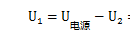 U₁ = U电源 − U₂ =